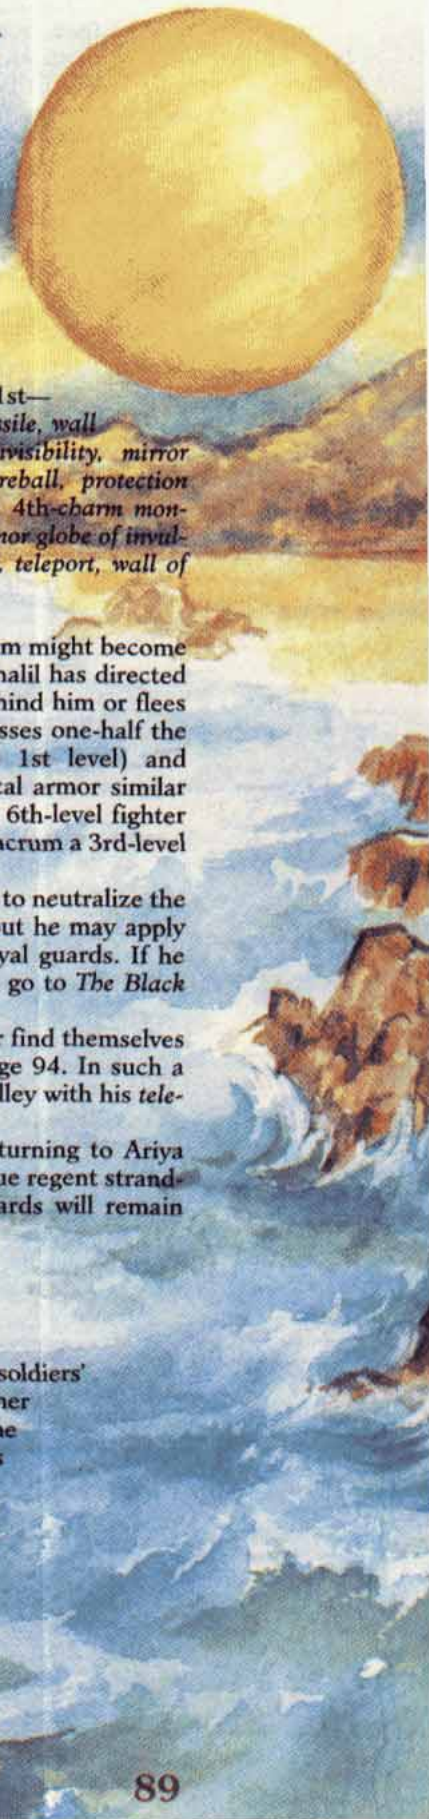 1st—
ssile, wall
visibility, mirror
reball, protection
4th-charm mon-
nor globe of invul-
, teleport, wall of
m might become
halil has directed
hind him or flees
sses one-half the
1st level) and
tal armor similar
6th-level fighter
acrum a 3rd-level
to neutralize the
out he may apply
yal guards. If he
go to The Black
r find themselves
ge 94. In such a
lley with his tele-
turning to Ariya
ue regent strand-
ards will remain
soldiers'
her
he
s
89